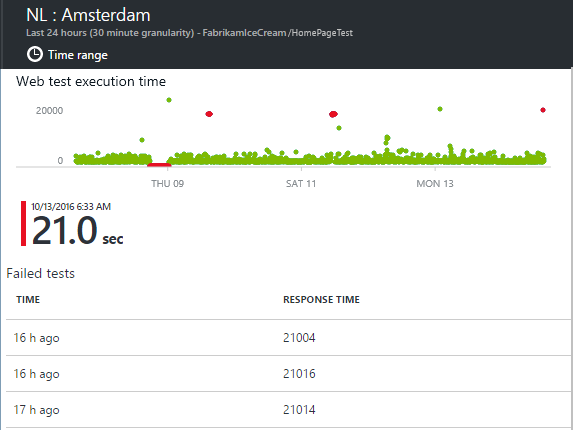 NL : Amsterdam
Last 24 hours (30 minute granularity) - FabrikamIceCream /HomePageTest
Time range
Web test execution time
20000
0
THU 09 SAT 11 MON 13
10/13/2016 6:33 AM
21.0 sec
Failed tests
TIME RESPONSE TIME
16 h ago 21004
16 h ago 21016
17 h ago 21014